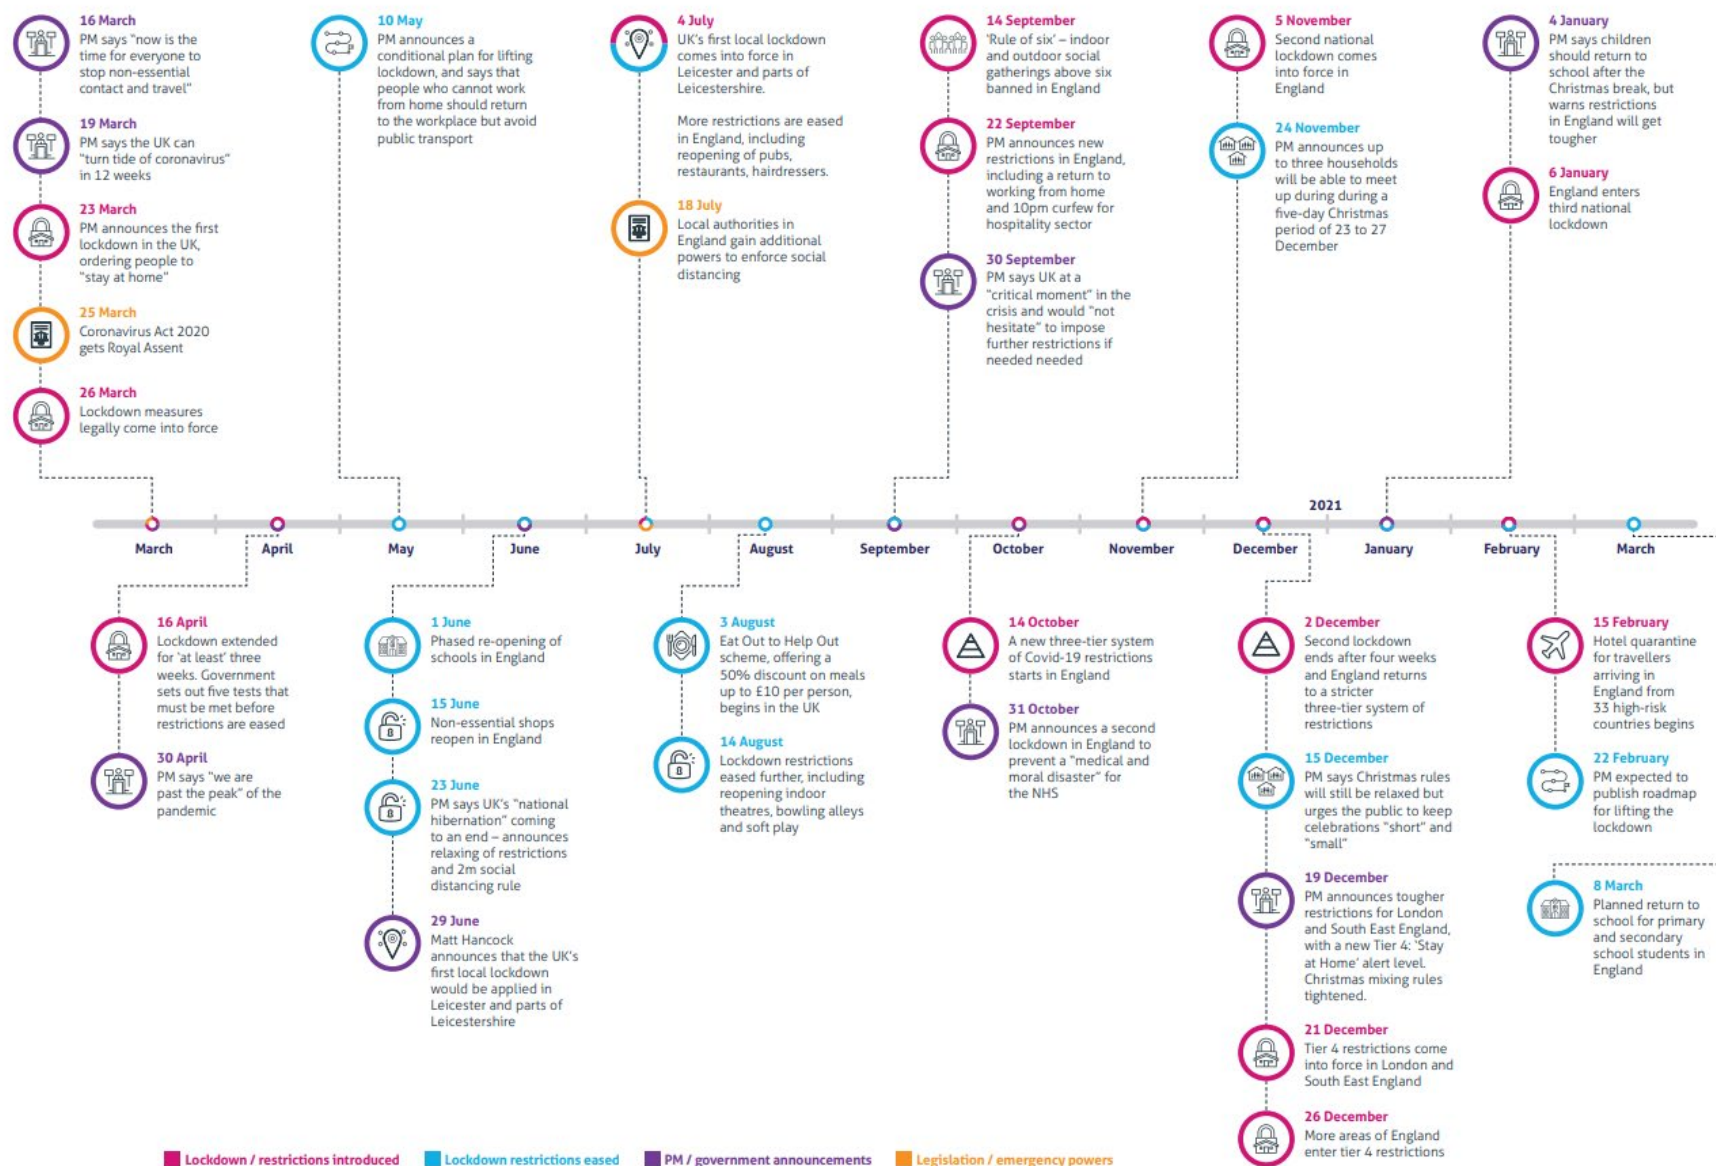 16 March
PM says “now is the
time for everyone to
stop non-essential
contact and travel”
19 March
PM says the UK can
“turn tide of coronavirus”
in 12 weeks
23 March
PM announces the first
lockdown in the UK,
ordering people to
“stay at home”
25 March
Coronavirus Act 2020
gets Royal Assent
26 March
Lockdown measures
legally come into force
10 May
PM announces a
conditional plan for lifting
lockdown, and says that
people who cannot work
from home should return
to the workplace but avoid
public transport
4 July
UK’s first local lockdown
comes into force in
Leicester and parts of
Leicestershire.
More restrictions are eased
in England, including
reopening of pubs,
restaurants, hairdressers.
18 July
Local authorities in
England gain additional
powers to enforce social
distancing
14 September
‘Rule of six’ – indoor
and outdoor social
gatherings above six
banned in England
22 September
PM announces new
restrictions in England,
including a return to
working from home
and 10pm curfew for
hospitality sector
30 September
PM says UK at a
“critical moment” in the
crisis and would “not
hesitate” to impose
further restrictions if
needed needed
5 November
Second national
lockdown comes
into force in
England
24 November
PM announces up
to three households
will be able to meet
up during during a
five-day Christmas
period of 23 to 27
December
4 January
PM says children
should return to
school after the
Christmas break, but
warns restrictions
in England will get
tougher
6 January
England enters
third national
lockdown
2021
March April May June July August September October November December January February March
16 April
Lockdown extended
for ‘at least’ three
weeks. Government
sets out five tests that
must be met before
restrictions are eased
30 April
PM says “we are
past the peak” of the
pandemic
1 June
Phased re-opening of
schools in England
15 June
Non-essential shops
reopen in England
23 June
PM says UK’s “national
hibernation” coming
to an end – announces
relaxing of restrictions
and 2m social
distancing rule
29 June
Matt Hancock
announces that the UK’s
first local lockdown
would be applied in
Leicester and parts of
Leicestershire
3 August
Eat Out to Help Out
scheme, offering a
50% discount on meals
up to £10 per person,
begins in the UK
14 August
Lockdown restrictions
eased further, including
reopening indoor
theatres, bowling alleys
and soft play
14 October
A new three-tier system
of Covid-19 restrictions
starts in England
31 October
PM announces a second
lockdown in England to
prevent a “medical and
moral disaster” for
the NHS
2 December
Second lockdown
ends after four weeks
and England returns
to a stricter
three-tier system of
restrictions
15 December
PM says Christmas rules
will still be relaxed but
urges the public to keep
celebrations “short” and
“small”
19 December
PM announces tougher
restrictions for London
and South East England,
with a new Tier 4: ‘Stay
at Home’ alert level.
Christmas mixing rules
tightened.
21 December
Tier 4 restrictions come
into force in London and
South East England
26 December
More areas of England
enter tier 4 restrictions
15 February
Hotel quarantine
for travellers
arriving in
England from
33 high-risk
countries begins
22 February
PM expected to
publish roadmap
for lifting the
lockdown
8 March
Planned return to
school for primary
and secondary
school students in
England
Lockdown / restrictions introduced Lockdown restrictions eased PM / government announcements Legislation / emergency powers